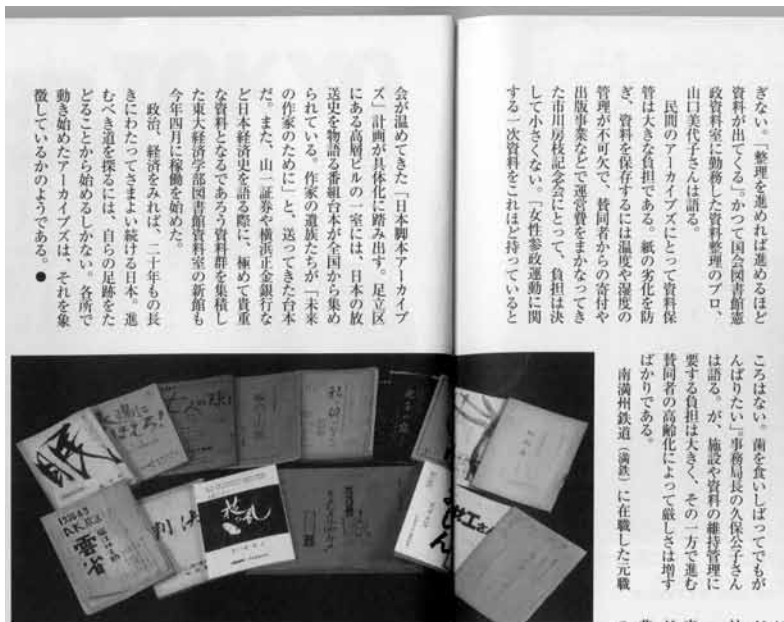 ぎない。「整理を進めれば進めるほど
資料が出てくる」。かつて国会図書館憲
政資料室に勤務した資料整理のプロ、
山口美代子さんは語る。
民間のアーカイブズにとって資料保
管は大きな負担である。紙の劣化を防
ぎ、資料を保存するには温度や湿度の
管理が不可欠で、賛同者からの寄付や
出版事業などで運営費をまかなってき
た市川房枝記念会にとって、負担は決
して小さくない。「女性参政運動に関
する一次資料をこれほど持っていると
ころはない。歯を食いしばってでもが
んばりたい」。事務局長の久保公子さん
は語る。が、施設や資料の維持管理に
要する負担は大きく、その一方で進む
賛同者の高齢化によって厳しさは増す
ばかりである。
南満州鉄道(満鉄)に在職した元職
会が温めてきた「日本脚本アーカイブ
ズ」計画が具体化に踏み出す。足立区
にある高層ビルの一室には、日本の放
送史を物語る番組台本が全国から集め
られている。作家の遺族たちが「未来
の作家のために」と、送ってきた台本
だ。また、山一証券や横浜正金銀行な
ど日本経済史を語る際に、極めて貴重
な資料となるであろう資料群を集積し
た東大経済学部図書館資料室の新館も
今年四月に稼働を始めた。
政治、経済をみれば、二十年もの長
きにわたってさまよい続ける日本。進
むべき道を探るには、自らの足跡をた
どることから始めるしかない。各所で
動き始めたアーカイブズは、それを象
徴しているかのようである。●
眠
太陽に
ほえろ!
判決
雲雀
おしん